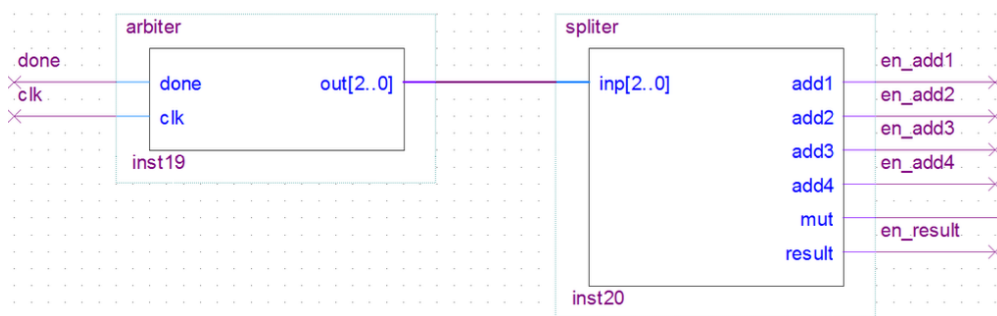 arbiter
done
clk
done
out[2..0]
clk
inst19
spliter
inp[2..0]
add1
add2
add3
add4
mut
result
inst20
en_add1
en_add2
en_add3
en_add4
en_result